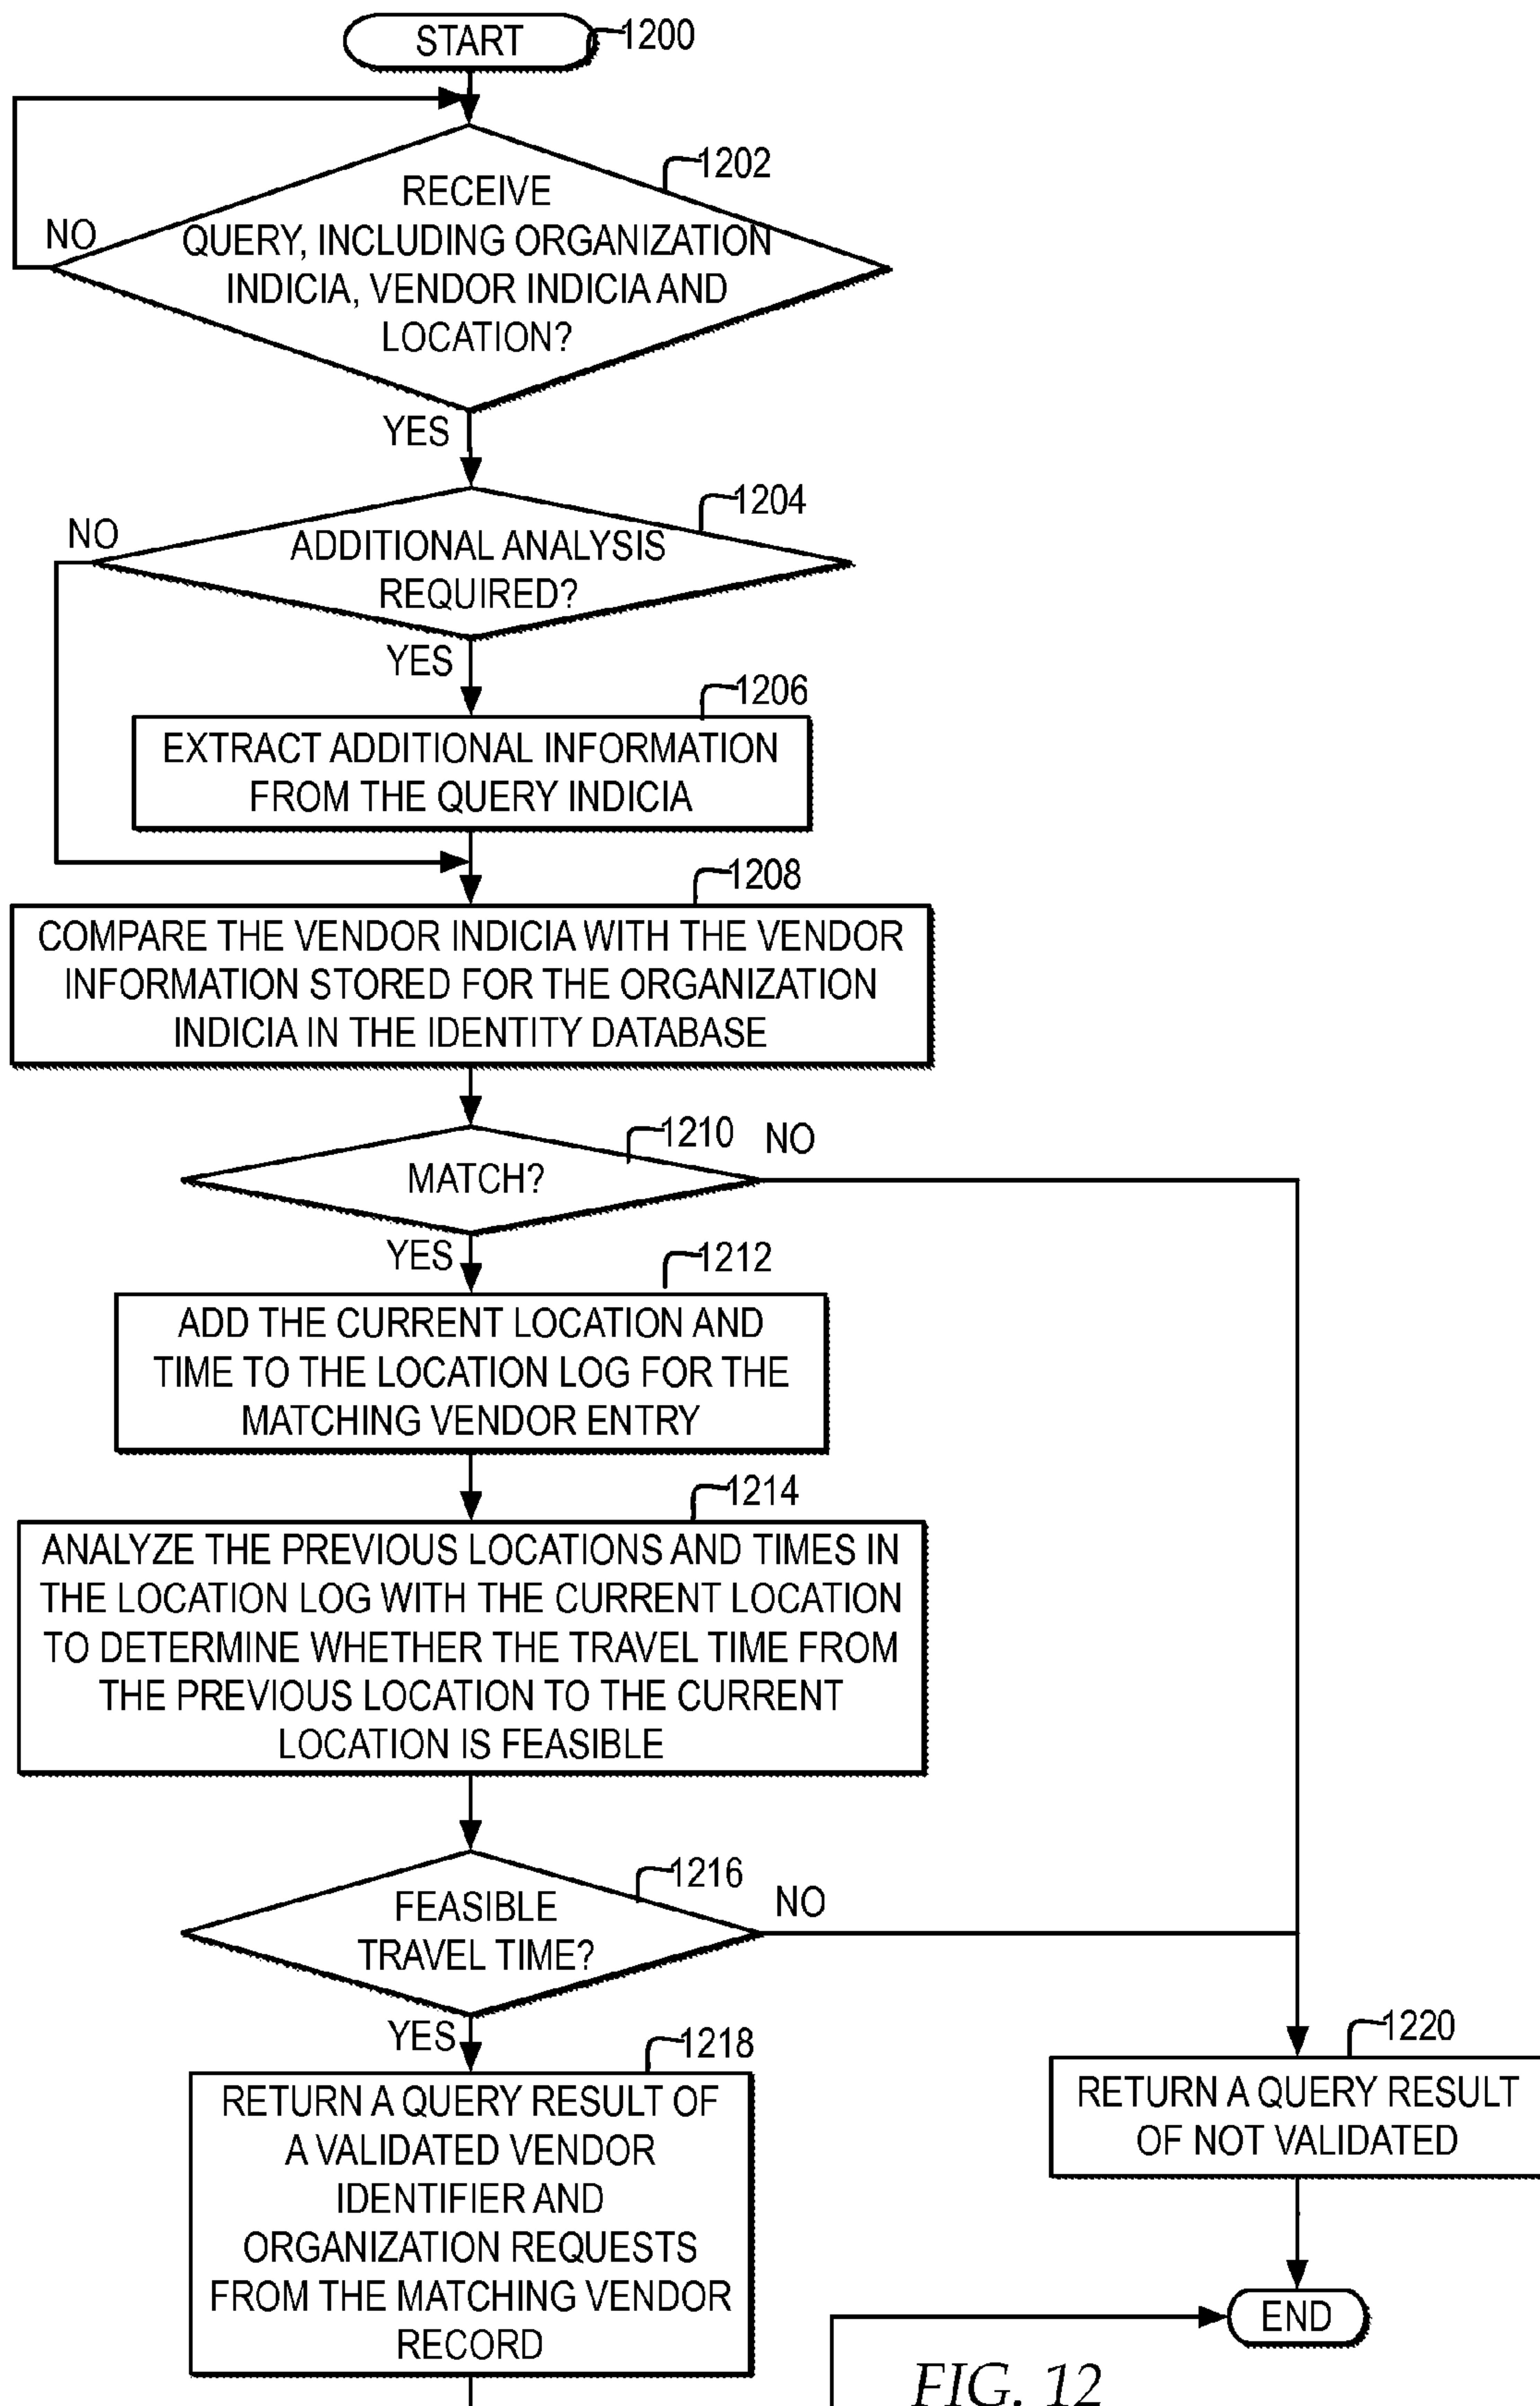 START
1200
1202
RECEIVE
QUERY, INCLUDING ORGANIZATION
INDICIA, VENDOR INDICIA AND
LOCATION?
NO
YES
1204
NO
ADDITIONAL ANALYSIS
REQUIRED?
YES
1206
EXTRACT ADDITIONAL INFORMATION
FROM THE QUERY INDICIA
1208
COMPARE THE VENDOR INDICIA WITH THE VENDOR
INFORMATION STORED FOR THE ORGANIZATION
INDICIA IN THE IDENTITY DATABASE
1210
NO
MATCH?
YES
1212
ADD THE CURRENT LOCATION AND
TIME TO THE LOCATION LOG FOR THE
MATCHING VENDOR ENTRY
1214
ANALYZE THE PREVIOUS LOCATIONS AND TIMES IN
THE LOCATION LOG WITH THE CURRENT LOCATION
TO DETERMINE WHETHER THE TRAVEL TIME FROM
THE PREVIOUS LOCATION TO THE CURRENT
LOCATION IS FEASIBLE
1216
NO
FEASIBLE
TRAVEL TIME?
YES
1218
RETURN A QUERY RESULT OF
A VALIDATED VENDOR
IDENTIFIER AND
ORGANIZATION REQUESTS
FROM THE MATCHING VENDOR
RECORD
1220
RETURN A QUERY RESULT
OF NOT VALIDATED
END
FIG. 12